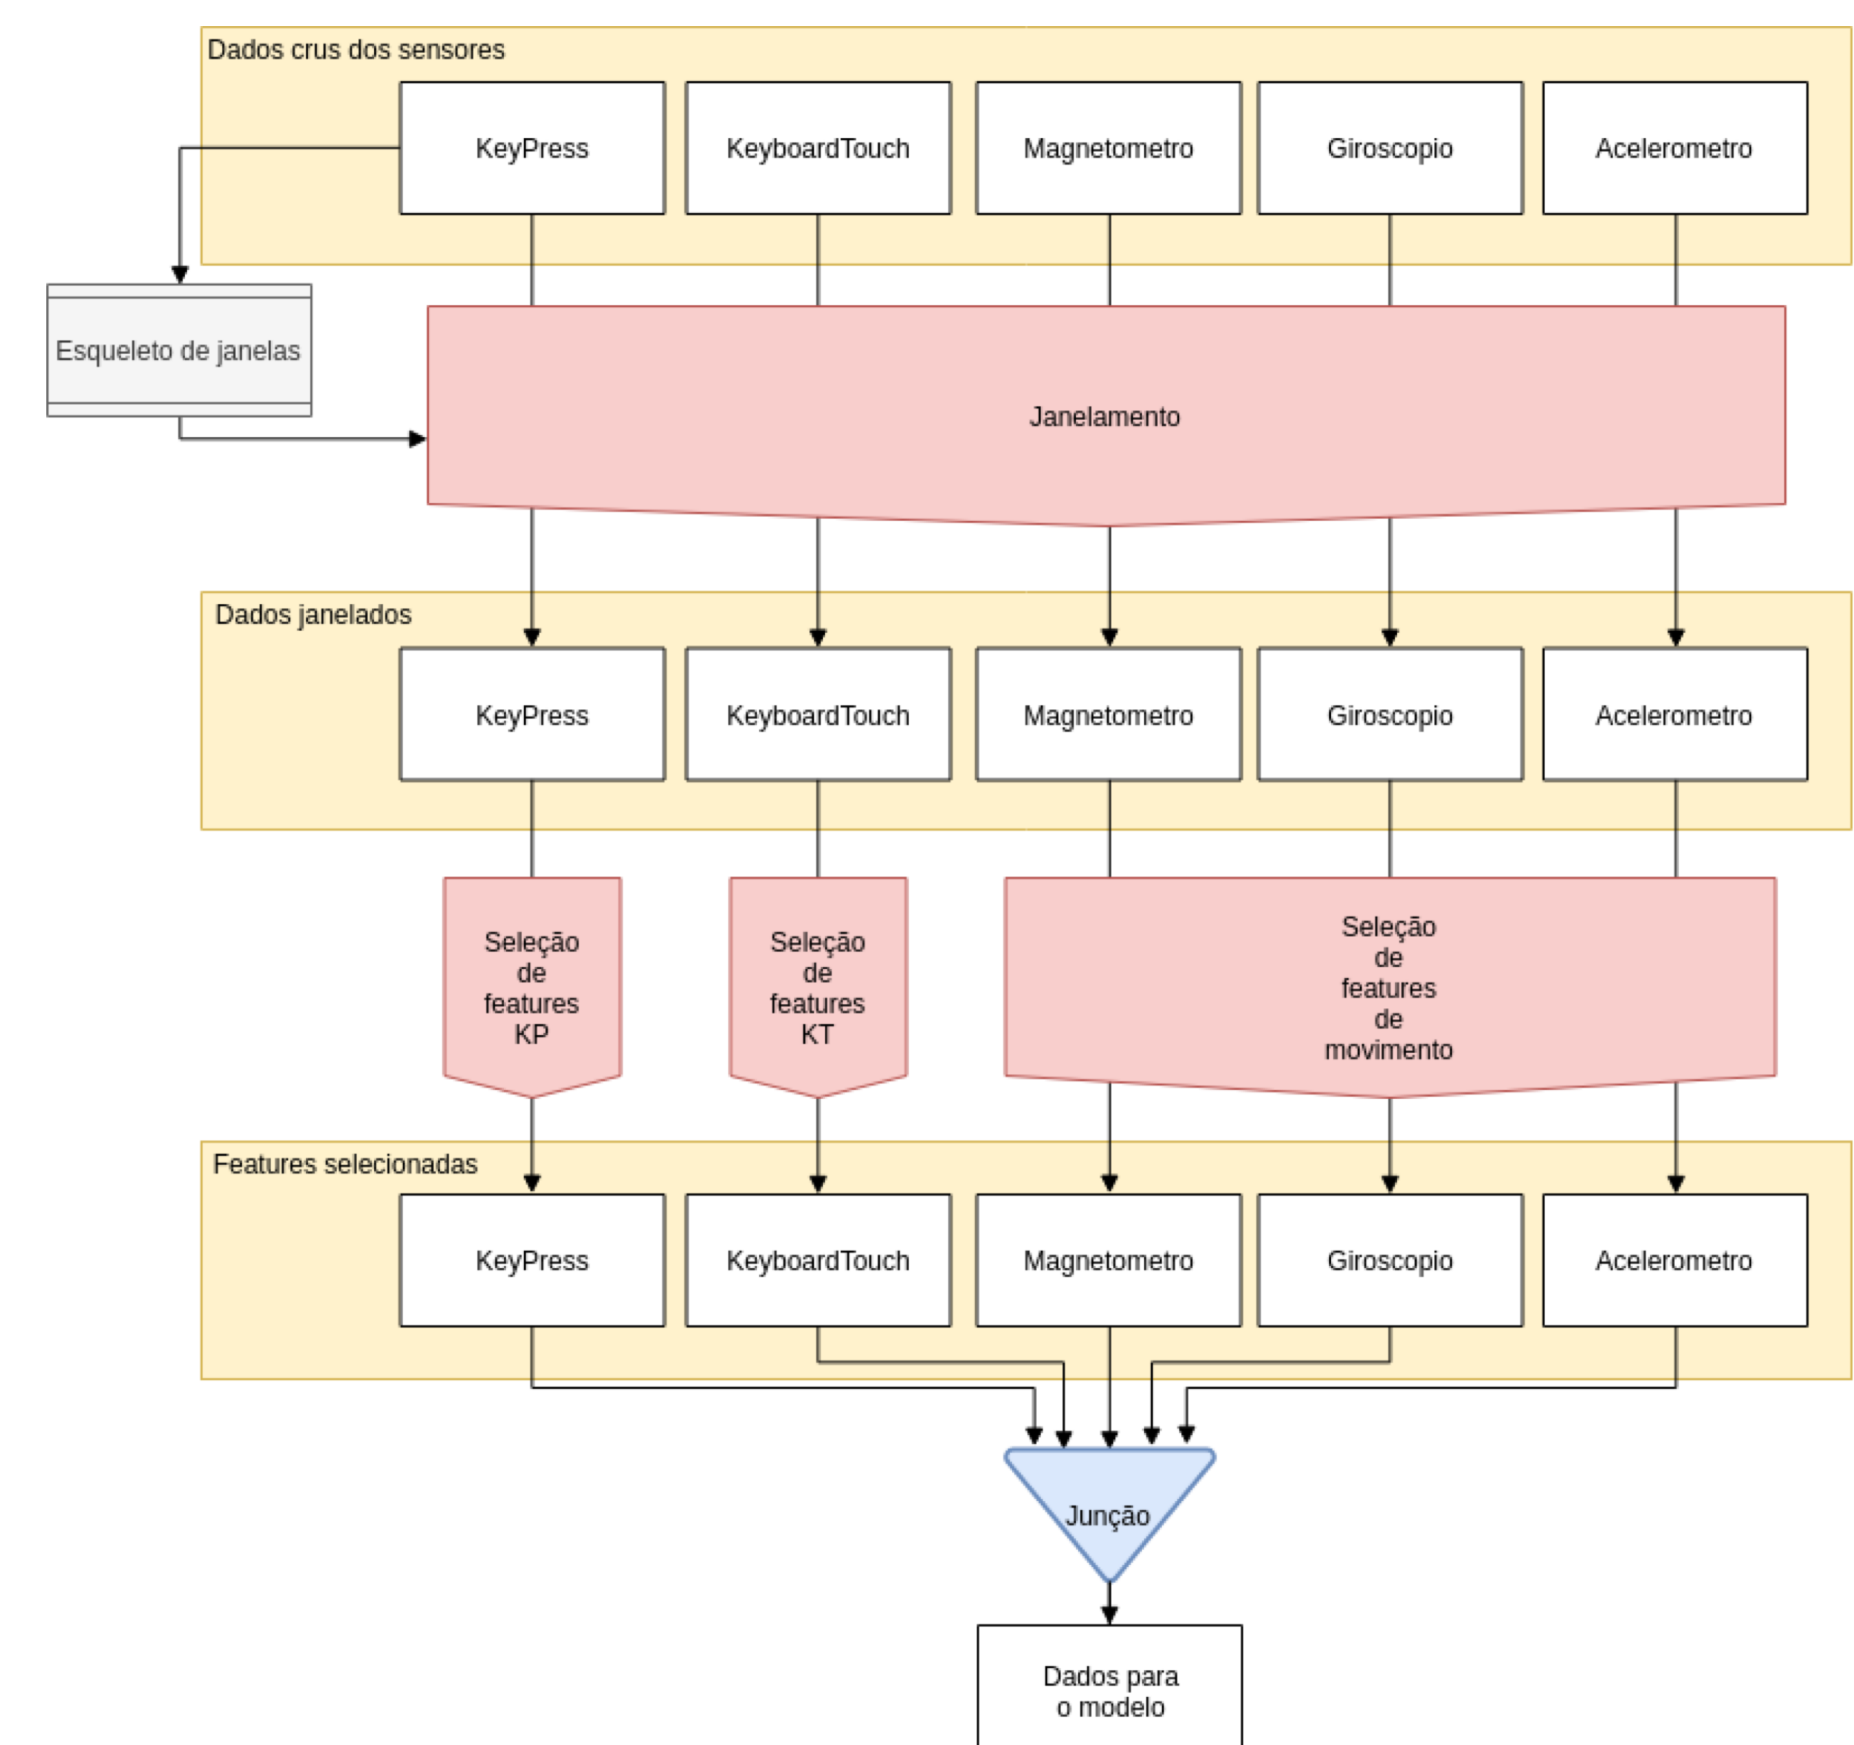 Dados crus dos sensores
KeyPress
KeyboardTouch
Magnetometro
Giroscopio
Acelerometro
Esqueleto de janelas
Janelamento
Dados janelados
KeyPress
KeyboardTouch
Magnetometro
Giroscopio
Acelerometro
Seleção
de
features
KP
Seleção
de
features
KT
Seleção
de
features
de
movimento
Features selecionadas
KeyPress
KeyboardTouch
Magnetometro
Giroscopio
Acelerometro
Junção
Dados para
o modelo